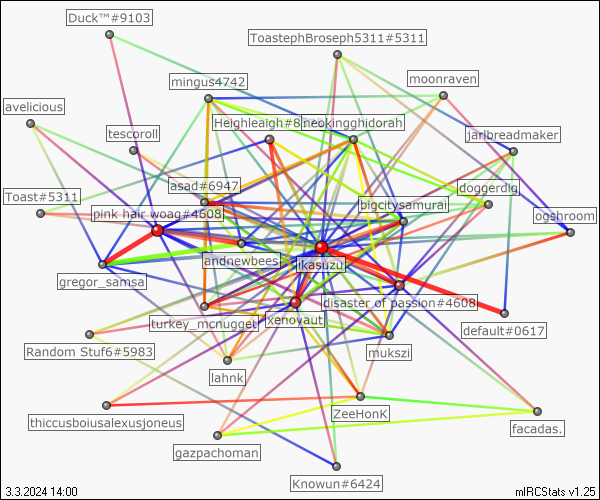 Duck™#9103
ToastephBroseph5311#5311
mingus4742
moonraven
avelicious
tescoroll
Heighleigh#8
neokingghidorah
jarlbreadmaker
Toast#5311
asad#6947
doggerdig
pink hair woag#4608
bigcitysamurai
ogshroom
andnewbees
ikasuzu
gregor_samsa
disaster of passion#4608
turkey_mcnugget
xenoyaut
default#0617
Random Stuf6#5983
mukszi
lahnk
thiccusboiusalexusjoneus
ZeeHonK
facadas.
gazpachoman
Knowun#6424
3.3.2024 14:00
mIRCStats v1.25